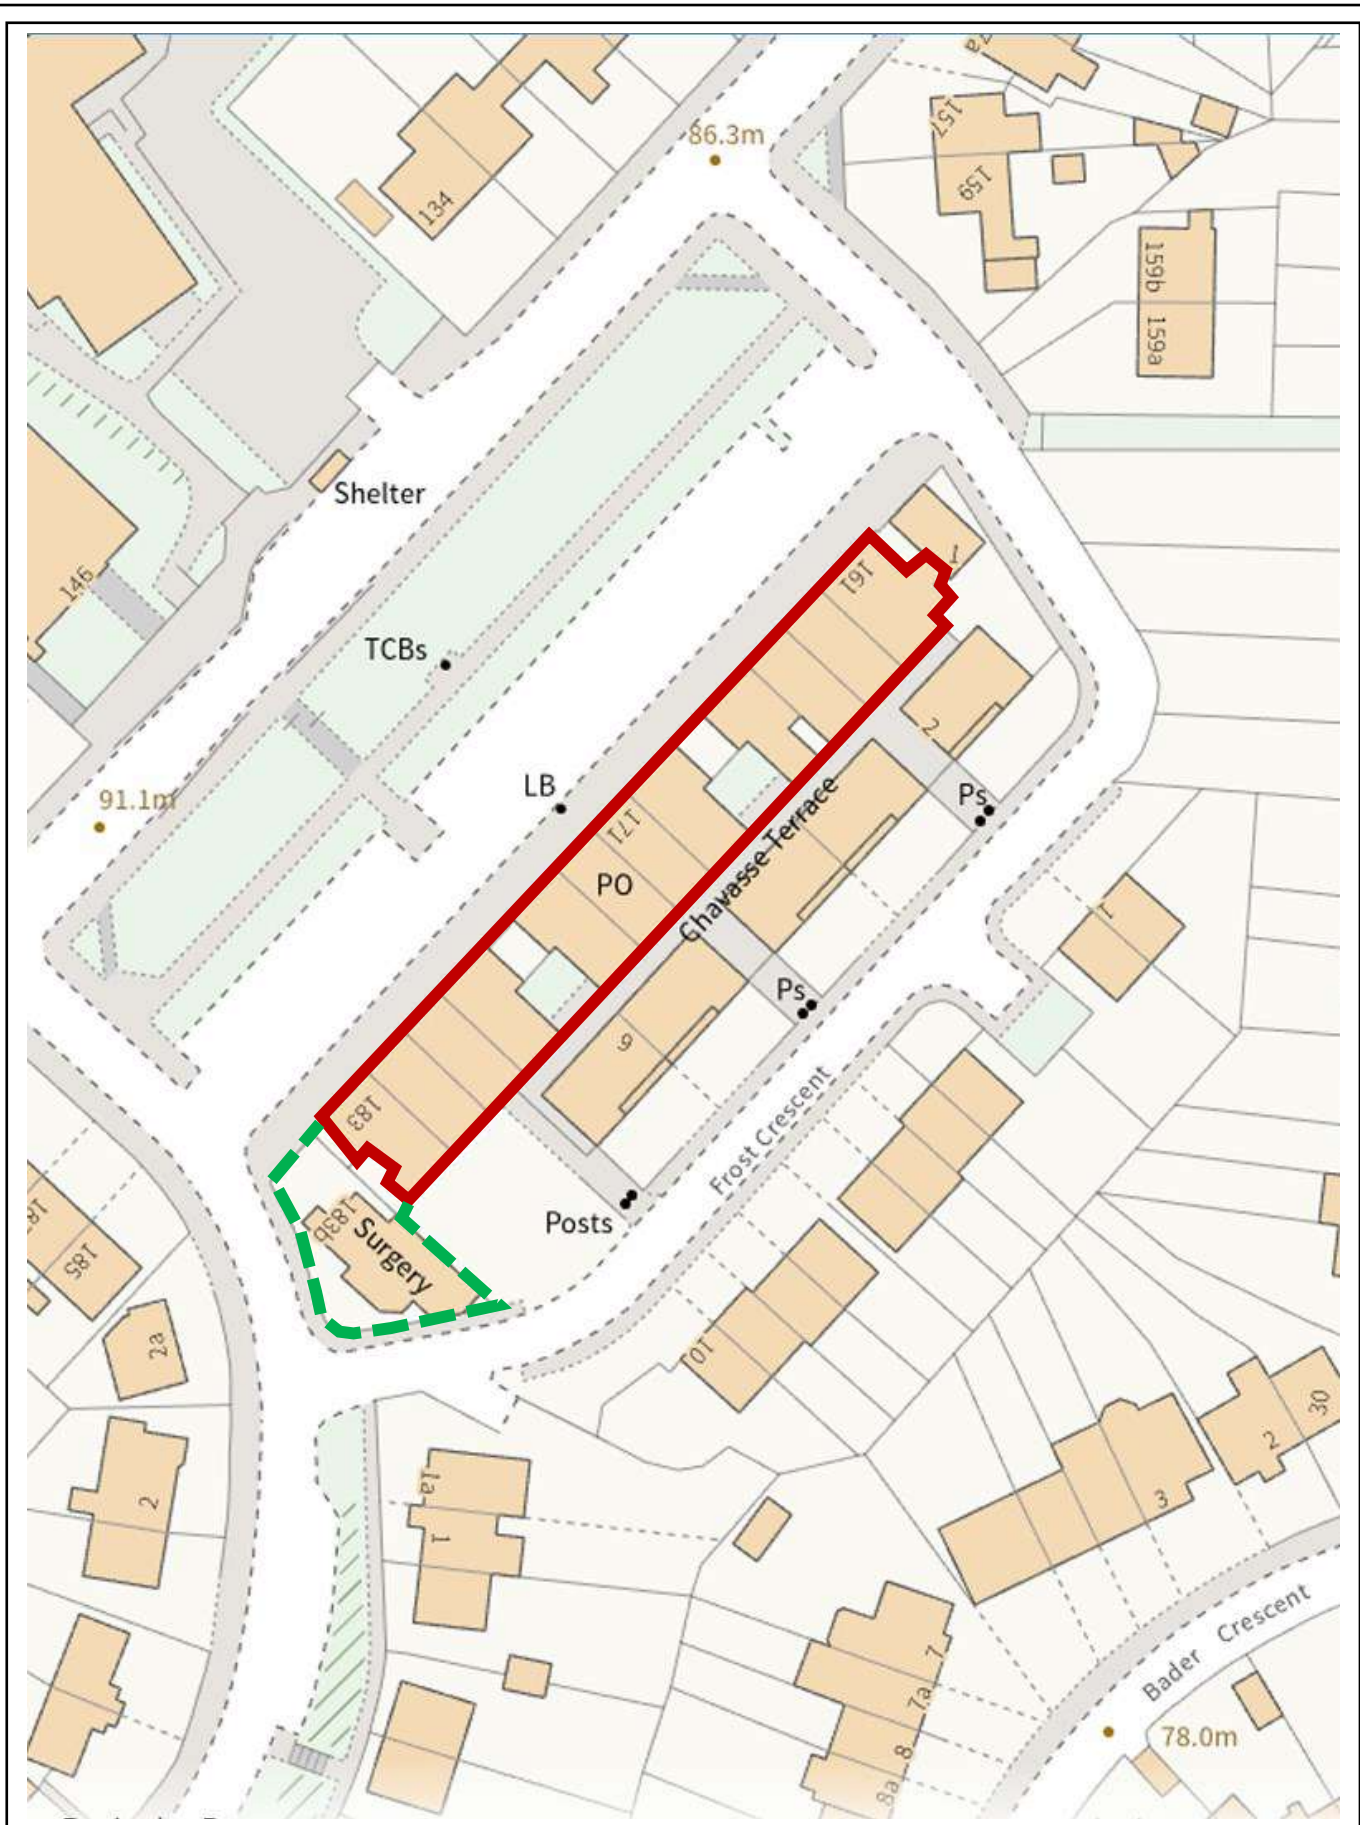 7a
86.3m
157
134
159
159b
159a
Shelter
1
161
146
TCBs
2
LB
Ps
91.1m
171
Chavasse Terrace
PO
1
Ps
9
183
Frost Crescent
Posts
183b
Surgery
185
10
2a
30
2
1a
3
2
1
Bader Crescent
7
7a
78.0m
8
8a